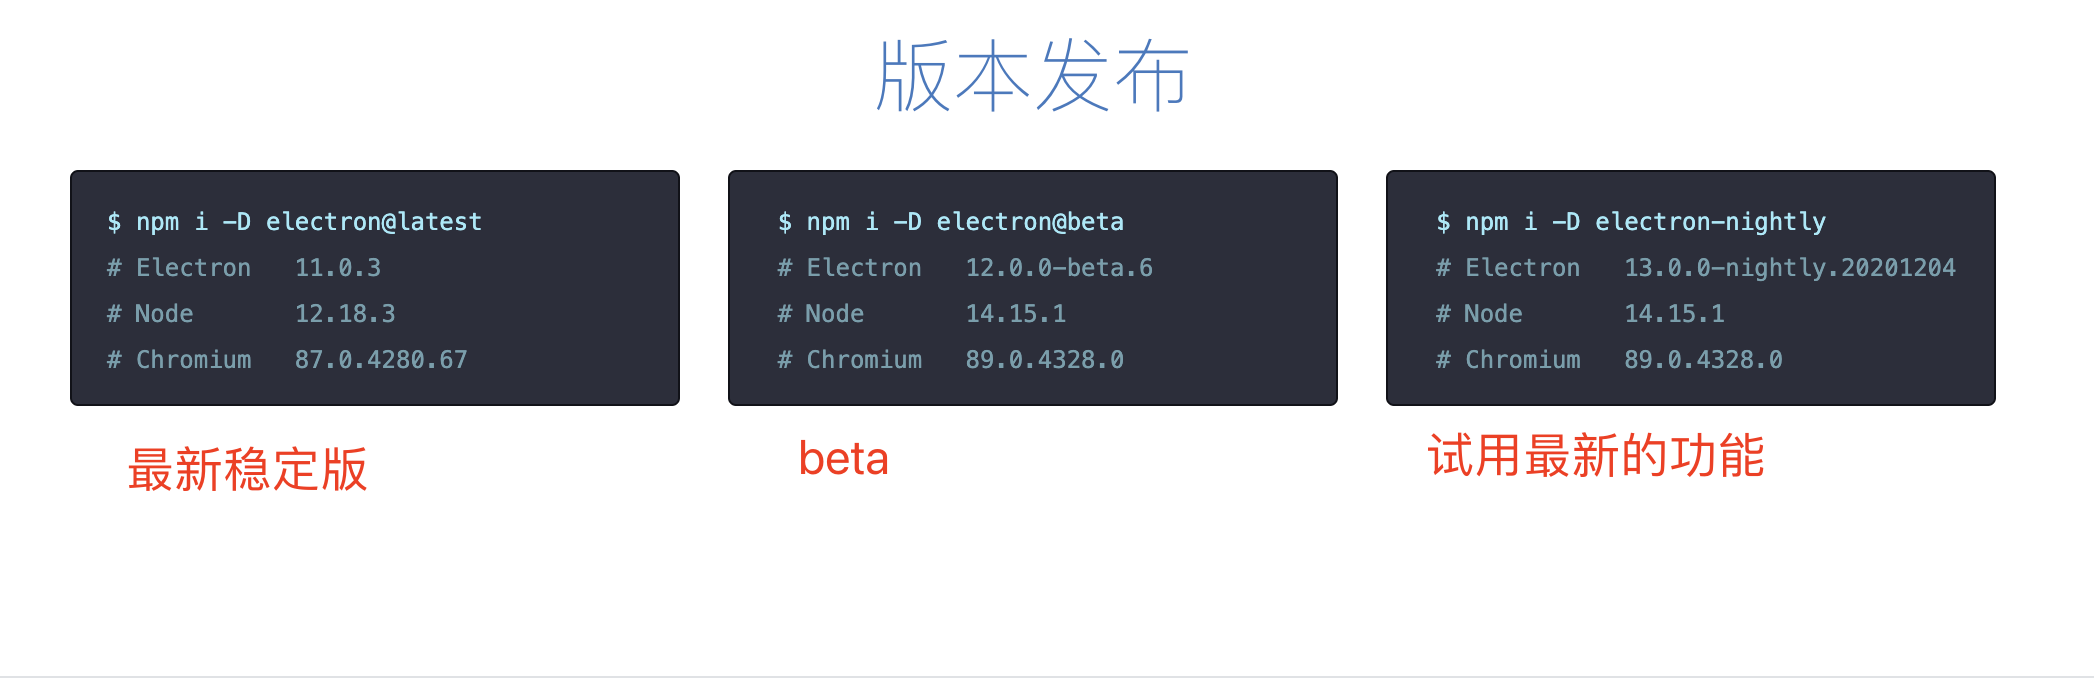 版本发布
$ npm i -D electron@latest
# Electron 11.0.3
# Node 12.18.3
# Chromium 87.0.4280.67
最新稳定版
$ npm i -D electron@beta
# Electron 12.0.0-beta.6
# Node 14.15.1
# Chromium 89.0.4328.0
beta
$ npm i -D electron-nightly
# Electron 13.0.0-nightly.20201204
# Node 14.15.1
# Chromium 89.0.4328.0
试用最新的功能